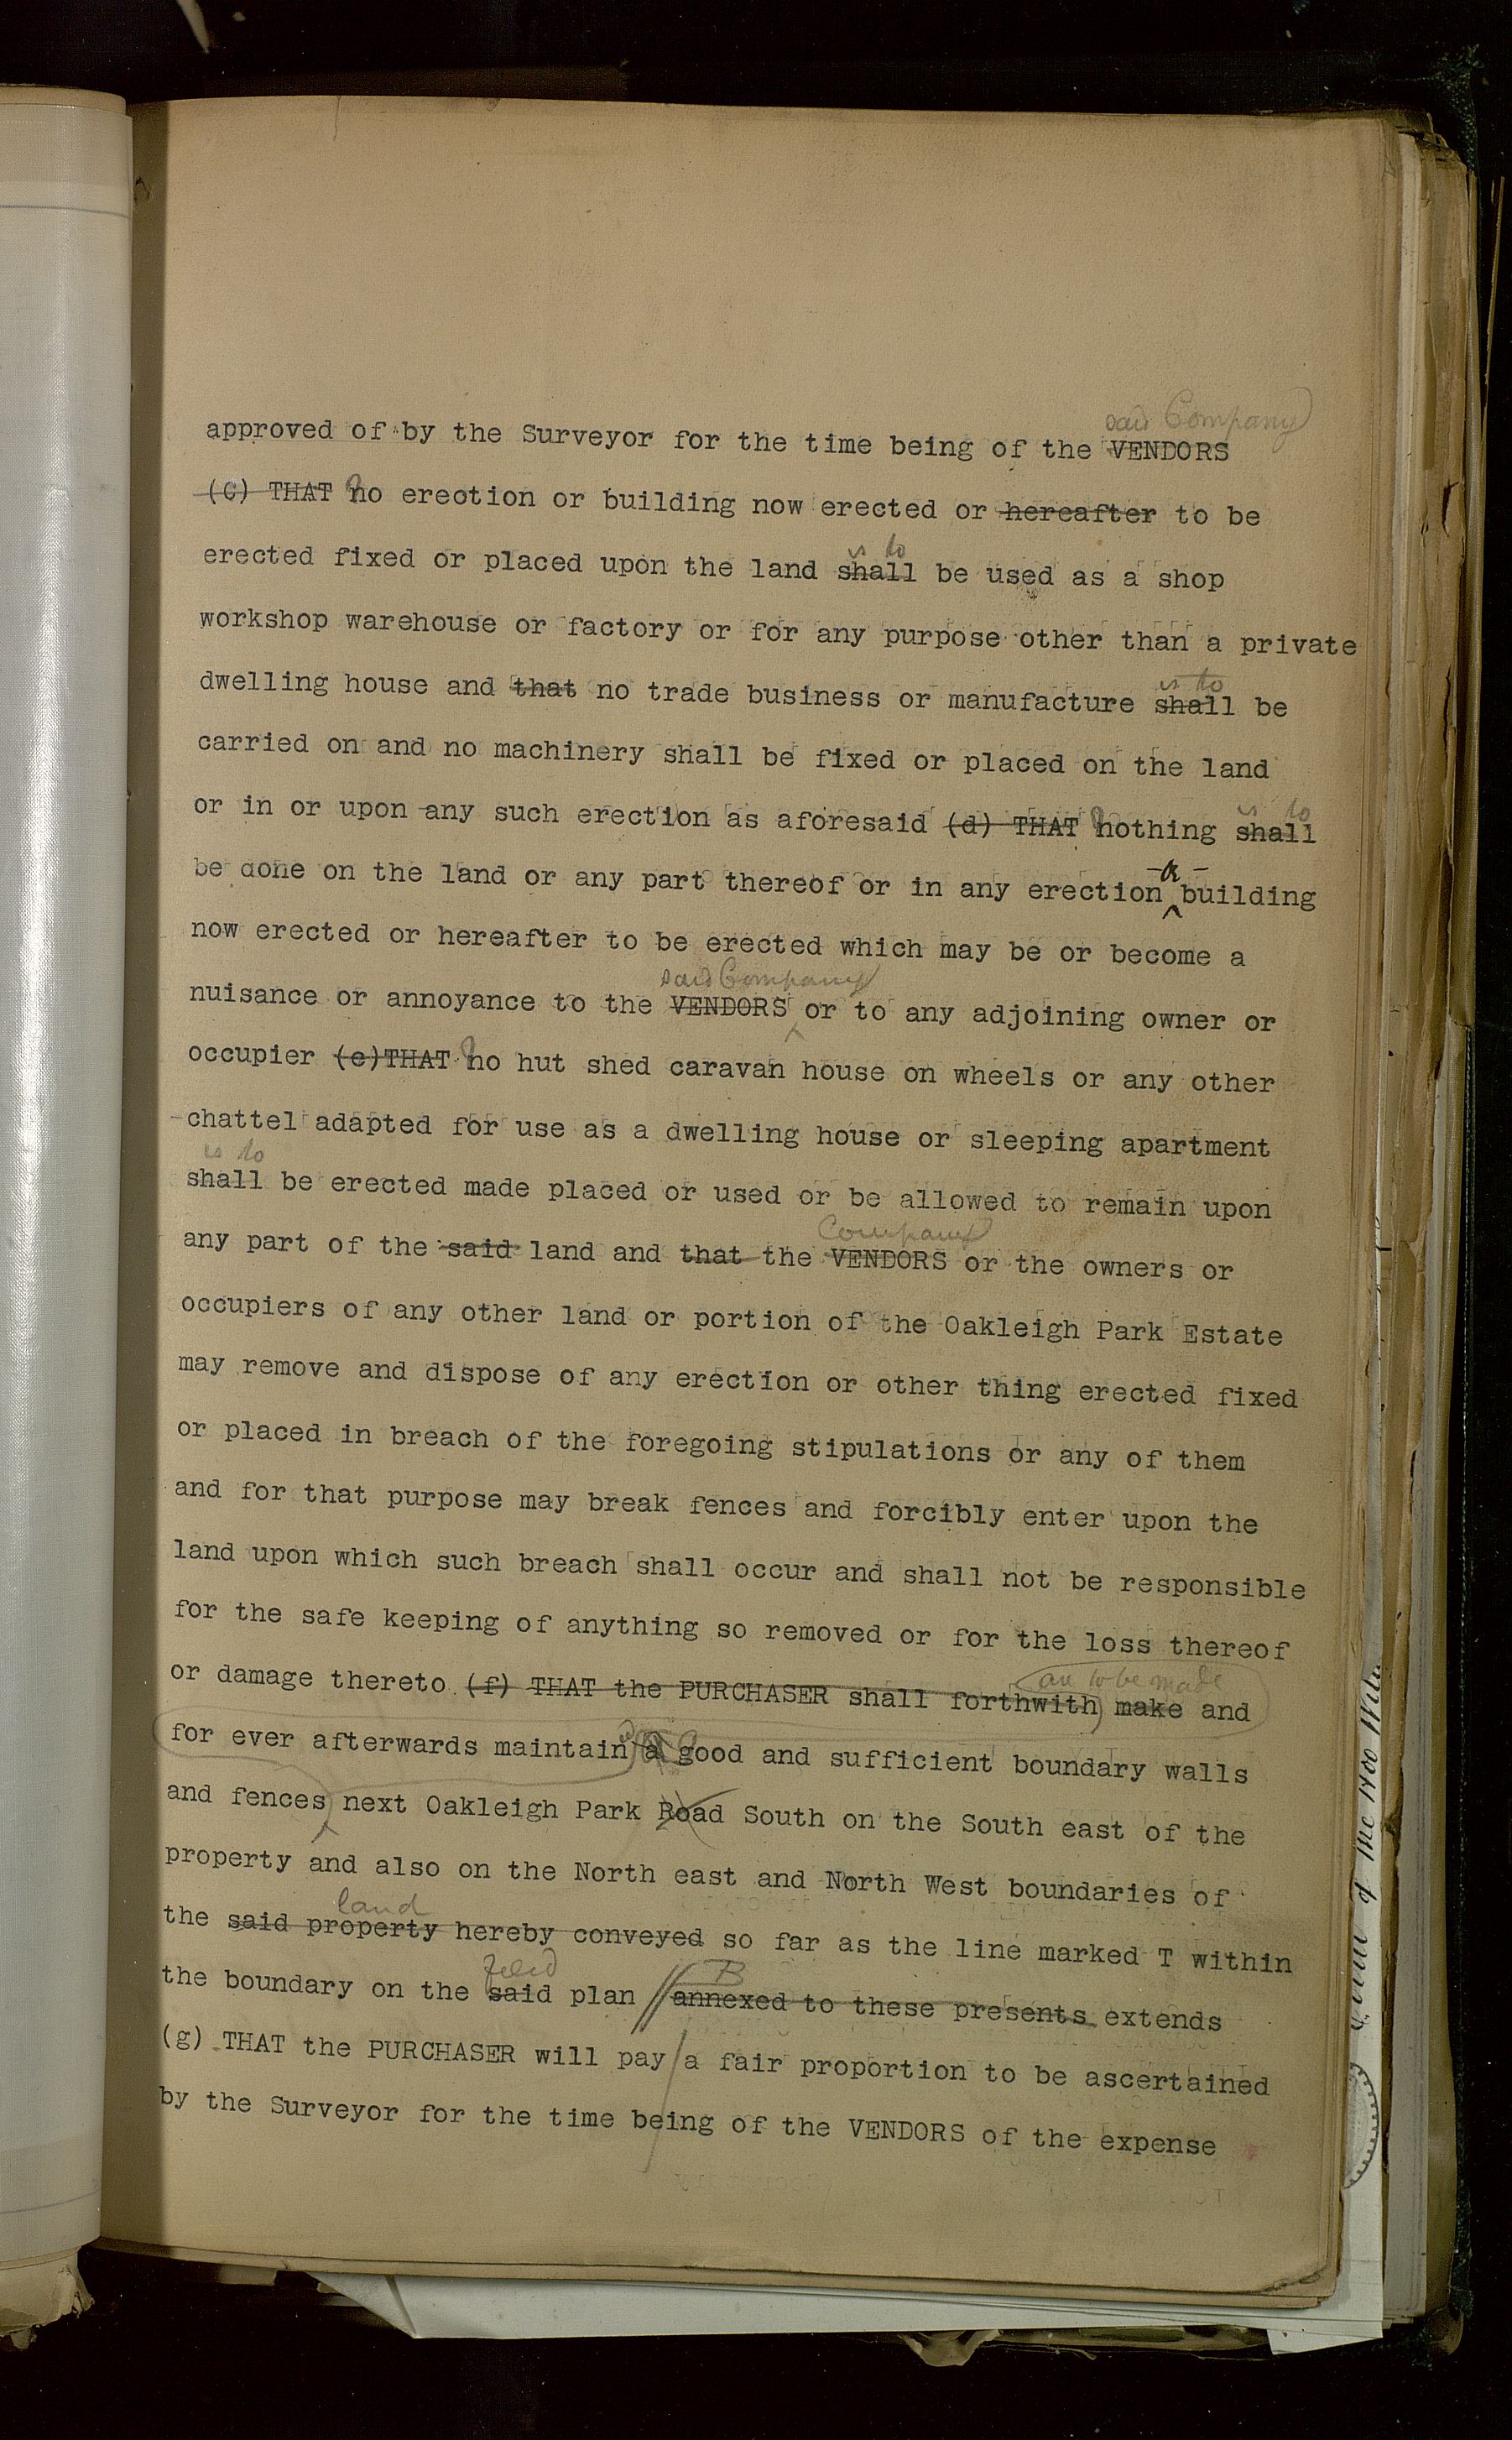 said Company
approved of by the Surveyor for the time being of the VENDORS
(C) THAT no erection or building now erected or hereafter to be
is to
erected fixed or placed upon the land shall be used as a shop
workshop warehouse or factory or for any purpose other than a private
is to
dwelling house and that no trade business or manufacture shall be
carried on and no machinery shall be fixed or placed on the land
is to
or in or upon any such erection as aforesaid (d) THAT nothing shall
-or-
be done on the land or any part thereof or in any erection building
now erected or hereafter to be erected which may be or become a
said Company
nuisance or annoyance to the VENDORS or to any adjoining owner or
occupier (e)THAT no hut shed caravan house on wheels or any other
chattel adapted for use as a dwelling house or sleeping apartment
is to
shall be erected made placed or used or be allowed to remain upon
Company
any part of the said land and that the VENDORS or the owners or
occupiers of any other land or portion of the Oakleigh Park Estate
may remove and dispose of any erection or other thing erected fixed
or placed in breach of the foregoing stipulations or any of them
and for that purpose may break fences and forcibly enter upon the
land upon which such breach shall occur and shall not be responsible
for the safe keeping of anything so removed or for the loss thereof
are to be made
or damage thereto (f) THAT the PURCHASER shall forthwith make and
for ever afterwards maintain a good and sufficient boundary walls
and fences next Oakleigh Park Road South on the South east of the
property and also on the North east and North West boundaries of
land
the said property hereby conveyed so far as the line marked T within
filed B
the boundary on the said plan annexed to these presents extends
(g) THAT the PURCHASER will pay a fair proportion to be ascertained
by the Surveyor for the time being of the VENDORS of the expense